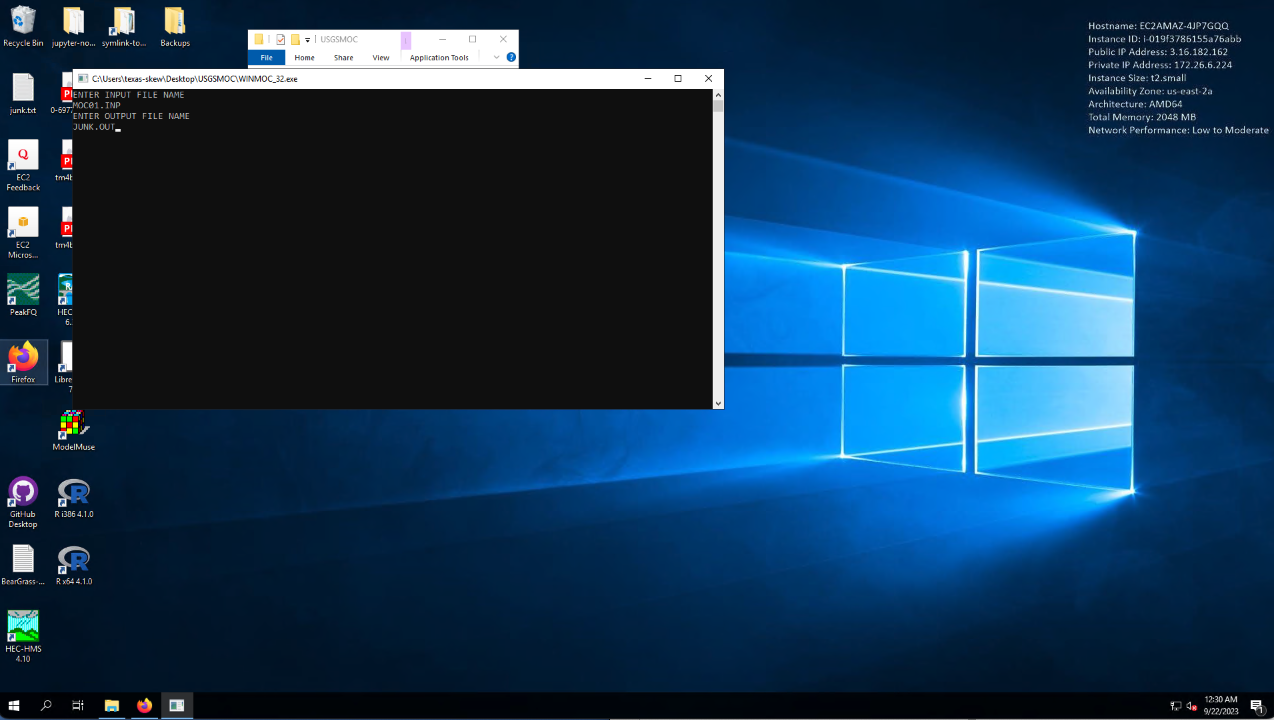 Recycle Bin
jupyter-no...
symlink-to...
Backups
junk.txt
EC2
Feedback
tm4b
EC2
Micros...
tm4b
PeakFQ
HEC
6.
Firefox
Libre
7
ModelMuse
GitHub
Desktop
R i386 4.1.0
BearGrass-...
R x64 4.1.0
HEC-HMS
4.10
USGSMOC
File
Home
Share
View
Application Tools
C:\Users\texas-skew\Desktop\USGSMOC\WINMOC_32.exe
ENTER INPUT FILE NAME
MOC01.INP
ENTER OUTPUT FILE NAME
JUNK.OUT
Hostname: EC2AMAZ-4JP7GQQ
Instance ID: i-019f3786155a76abb
Public IP Address: 3.16.182.162
Private IP Address: 172.26.6.224
Instance Size: t2.small
Availability Zone: us-east-2a
Architecture: AMD64
Total Memory: 2048 MB
Network Performance: Low to Moderate
12:30 AM
9/22/2023